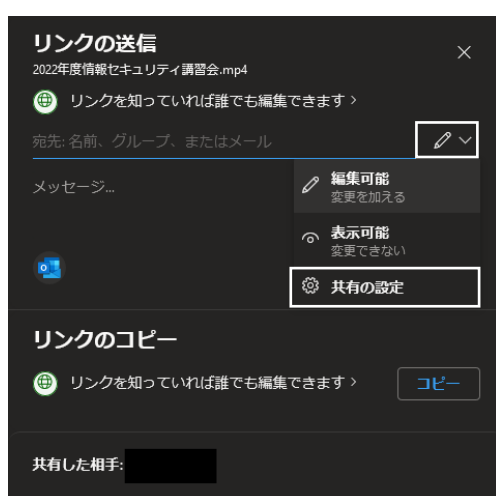 リンクの送信
2022年度情報セキュリティ講習会.mp4
リンクを知っていれば誰でも編集できます >
宛先: 名前、グループ、またはメール
メッセージ...
編集可能
変更を加える
表示可能
変更できない
共有の設定
リンクのコピー
リンクを知っていれば誰でも編集できます >
コピー
共有した相手: